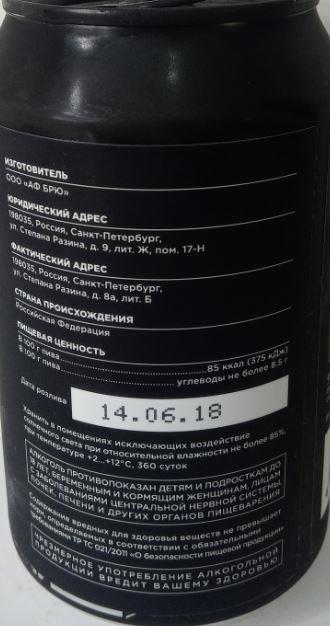 ИЗГОТОВИТЕЛЬ
ООО «АФ БРЮ»
ЮРИДИЧЕСКИЙ АДРЕС
198035, Россия, Санкт-Петербург,
ул. Степана Разина, д. 9, лит. Ж, пом. 17-Н
ФАКТИЧЕСКИЙ АДРЕС
198035, Россия, Санкт-Петербург,
ул. Степана Разина, д. 8а, лит. Б
СТРАНА ПРОИСХОЖДЕНИЯ
Российская Федерация
ПИЩЕВАЯ ЦЕННОСТЬ
В 100 г пива 85 ккал (375 кДж)
В 100 г пива углеводы не более 8.5 г
Дата розлива 14.06.18
Хранить в помещениях исключающих воздействие
солнечного света при относительной влажности не более 85%,
при температуре +2...+12°С, 360 суток
АЛКОГОЛЬ ПРОТИВОПОКАЗАН ДЕТЯМ И ПОДРОСТКАМ ДО
ЛЕТ, БЕРЕМЕННЫМ И КОРМЯЩИМ ЖЕНЩИНАМ, ЛИЦАМ
С ЗАБОЛЕВАНИЯМИ ЦЕНТРАЛЬНОЙ НЕРВНОЙ СИСТЕМЫ,
ПОЧЕК, ПЕЧЕНИ И ДРУГИХ ОРГАНОВ ПИЩЕВАРЕНИЯ
Содержание вредных для здоровья веществ не превышает
норм, определяемых в соответствии с обязательными
требованиями ТР ТС 021/2011 «О безопасности пищевой продукции»
ЧРЕЗМЕРНОЕ УПОТРЕБЛЕНИЕ АЛКОГОЛЬНОЙ
ПРОДУКЦИИ ВРЕДИТ ВАШЕМУ ЗДОРОВЬЮ